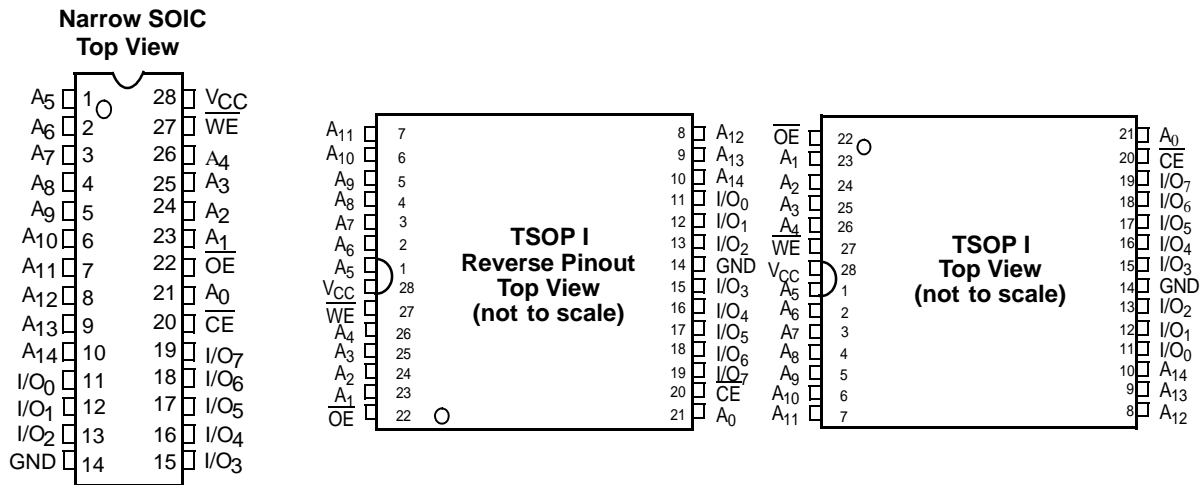 Narrow SOIC
Top View
A5 1 28 VCC
A6 2 27 WE
A7 3 26 A4
A8 4 25 A3
A9 5 24 A2
A10 6 23 A1
A11 7 22 OE
A12 8 21 A0
A13 9 20 CE
A14 10 19 I/O7
I/O0 11 18 I/O6
I/O1 12 17 I/O5
I/O2 13 16 I/O4
GND 14 15 I/O3
A11 7 8 A12
A10 6 9 A13
A9 5 10 A14
A8 4 11 I/O0
A7 3 12 I/O1
A6 2 13 I/O2
A5 1 14 GND
VCC 28 15 I/O3
WE 27 16 I/O4
A4 26 17 I/O5
A3 25 18 I/O6
A2 24 19 I/O7
A1 23 20 CE
OE 22 21 A0
TSOP I
Reverse Pinout
Top View
(not to scale)
OE 22 21 A0
A1 23 20 CE
A2 24 19 I/O7
A3 25 18 I/O6
A4 26 17 I/O5
WE 27 16 I/O4
VCC 28 15 I/O3
A5 1 14 GND
A6 2 13 I/O2
A7 3 12 I/O1
A8 4 11 I/O0
A9 5 10 A14
A10 6 9 A13
A11 7 8 A12
TSOP I
Top View
(not to scale)